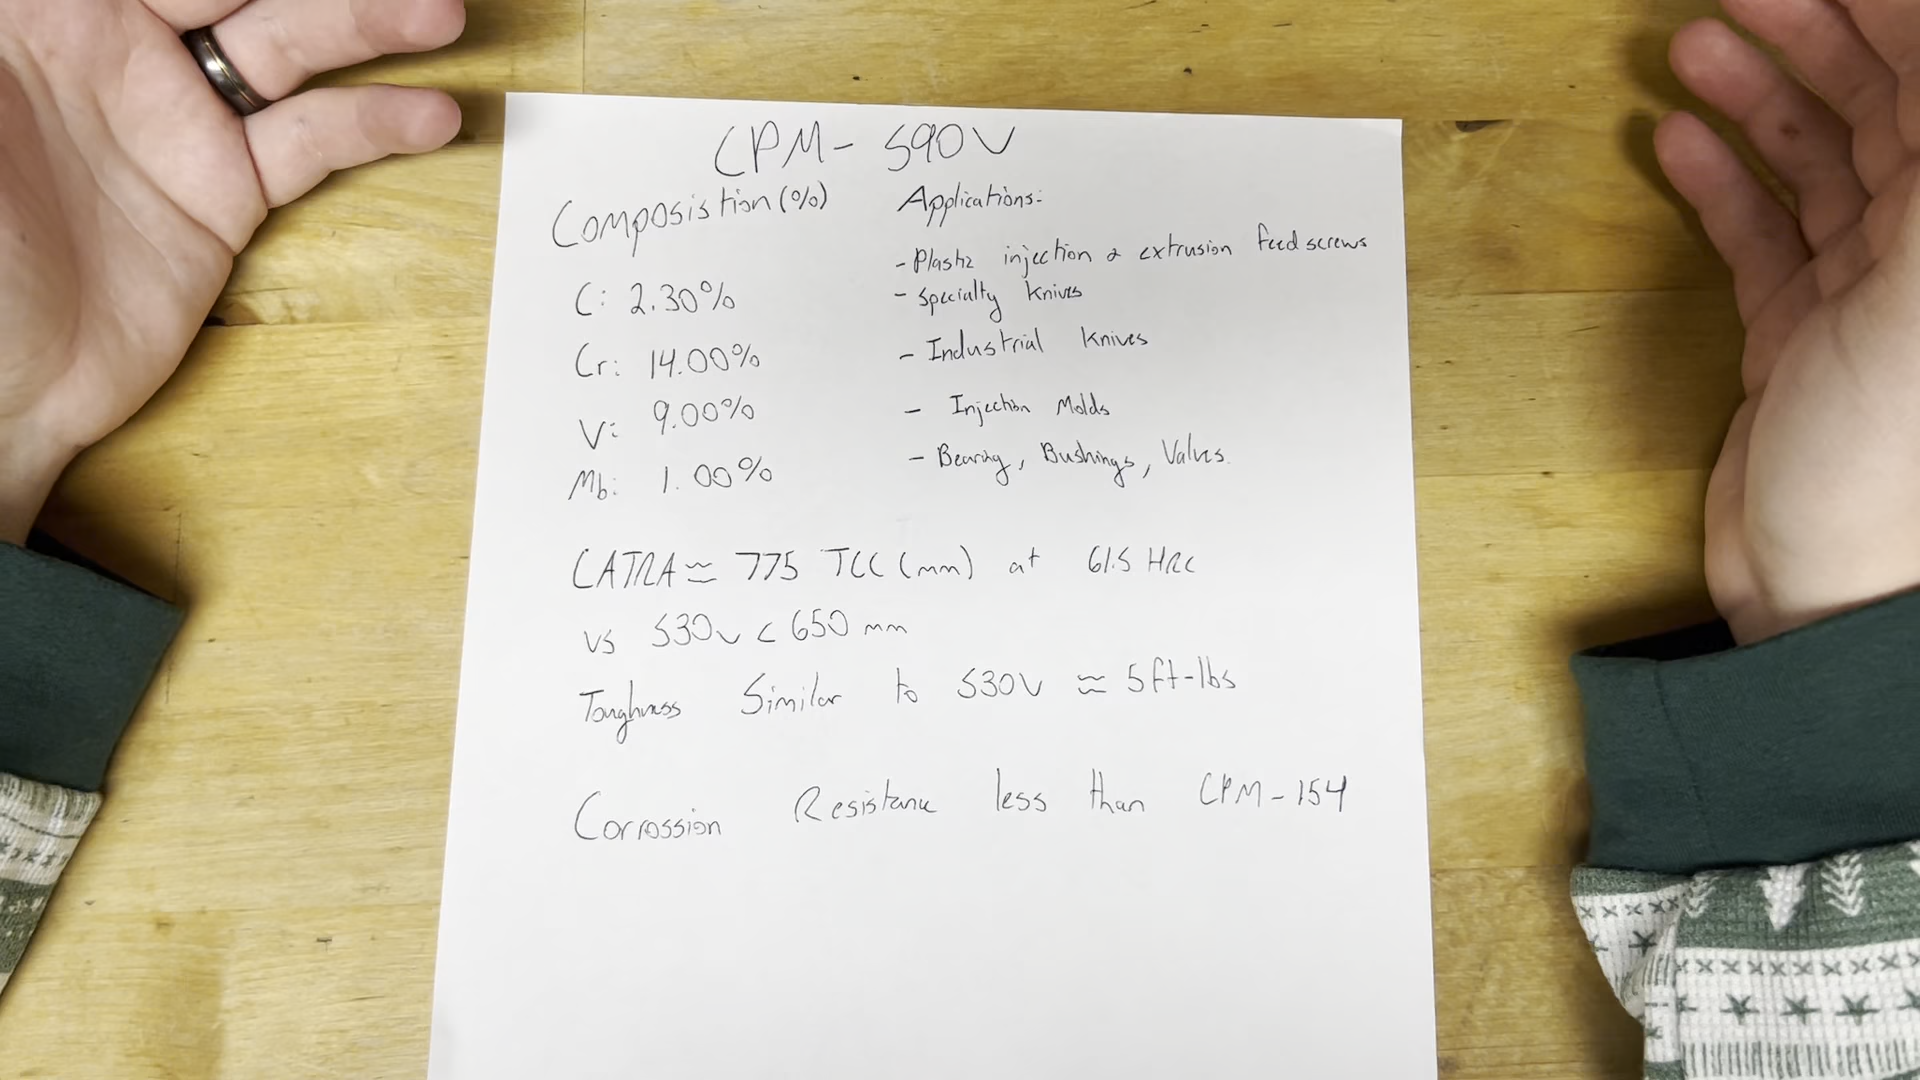 CPM- S90V
Composistion (%)
C: 2.30%
Cr: 14.00%
V: 9.00%
Mb: 1.00%
Applications:
- Plastic injection & extrusion feed screws
- Specialty Knives
- Industrial Knives
- Injection Molds
- Bearing, Bushings, Valves.
CATRA ≈ 775 TCC (mm) at 61.5 HRC
vs S30V < 650 mm
Toughness Similar to S30V ≈ 5 ft-lbs
Corrossion Resistance less than CPM-154